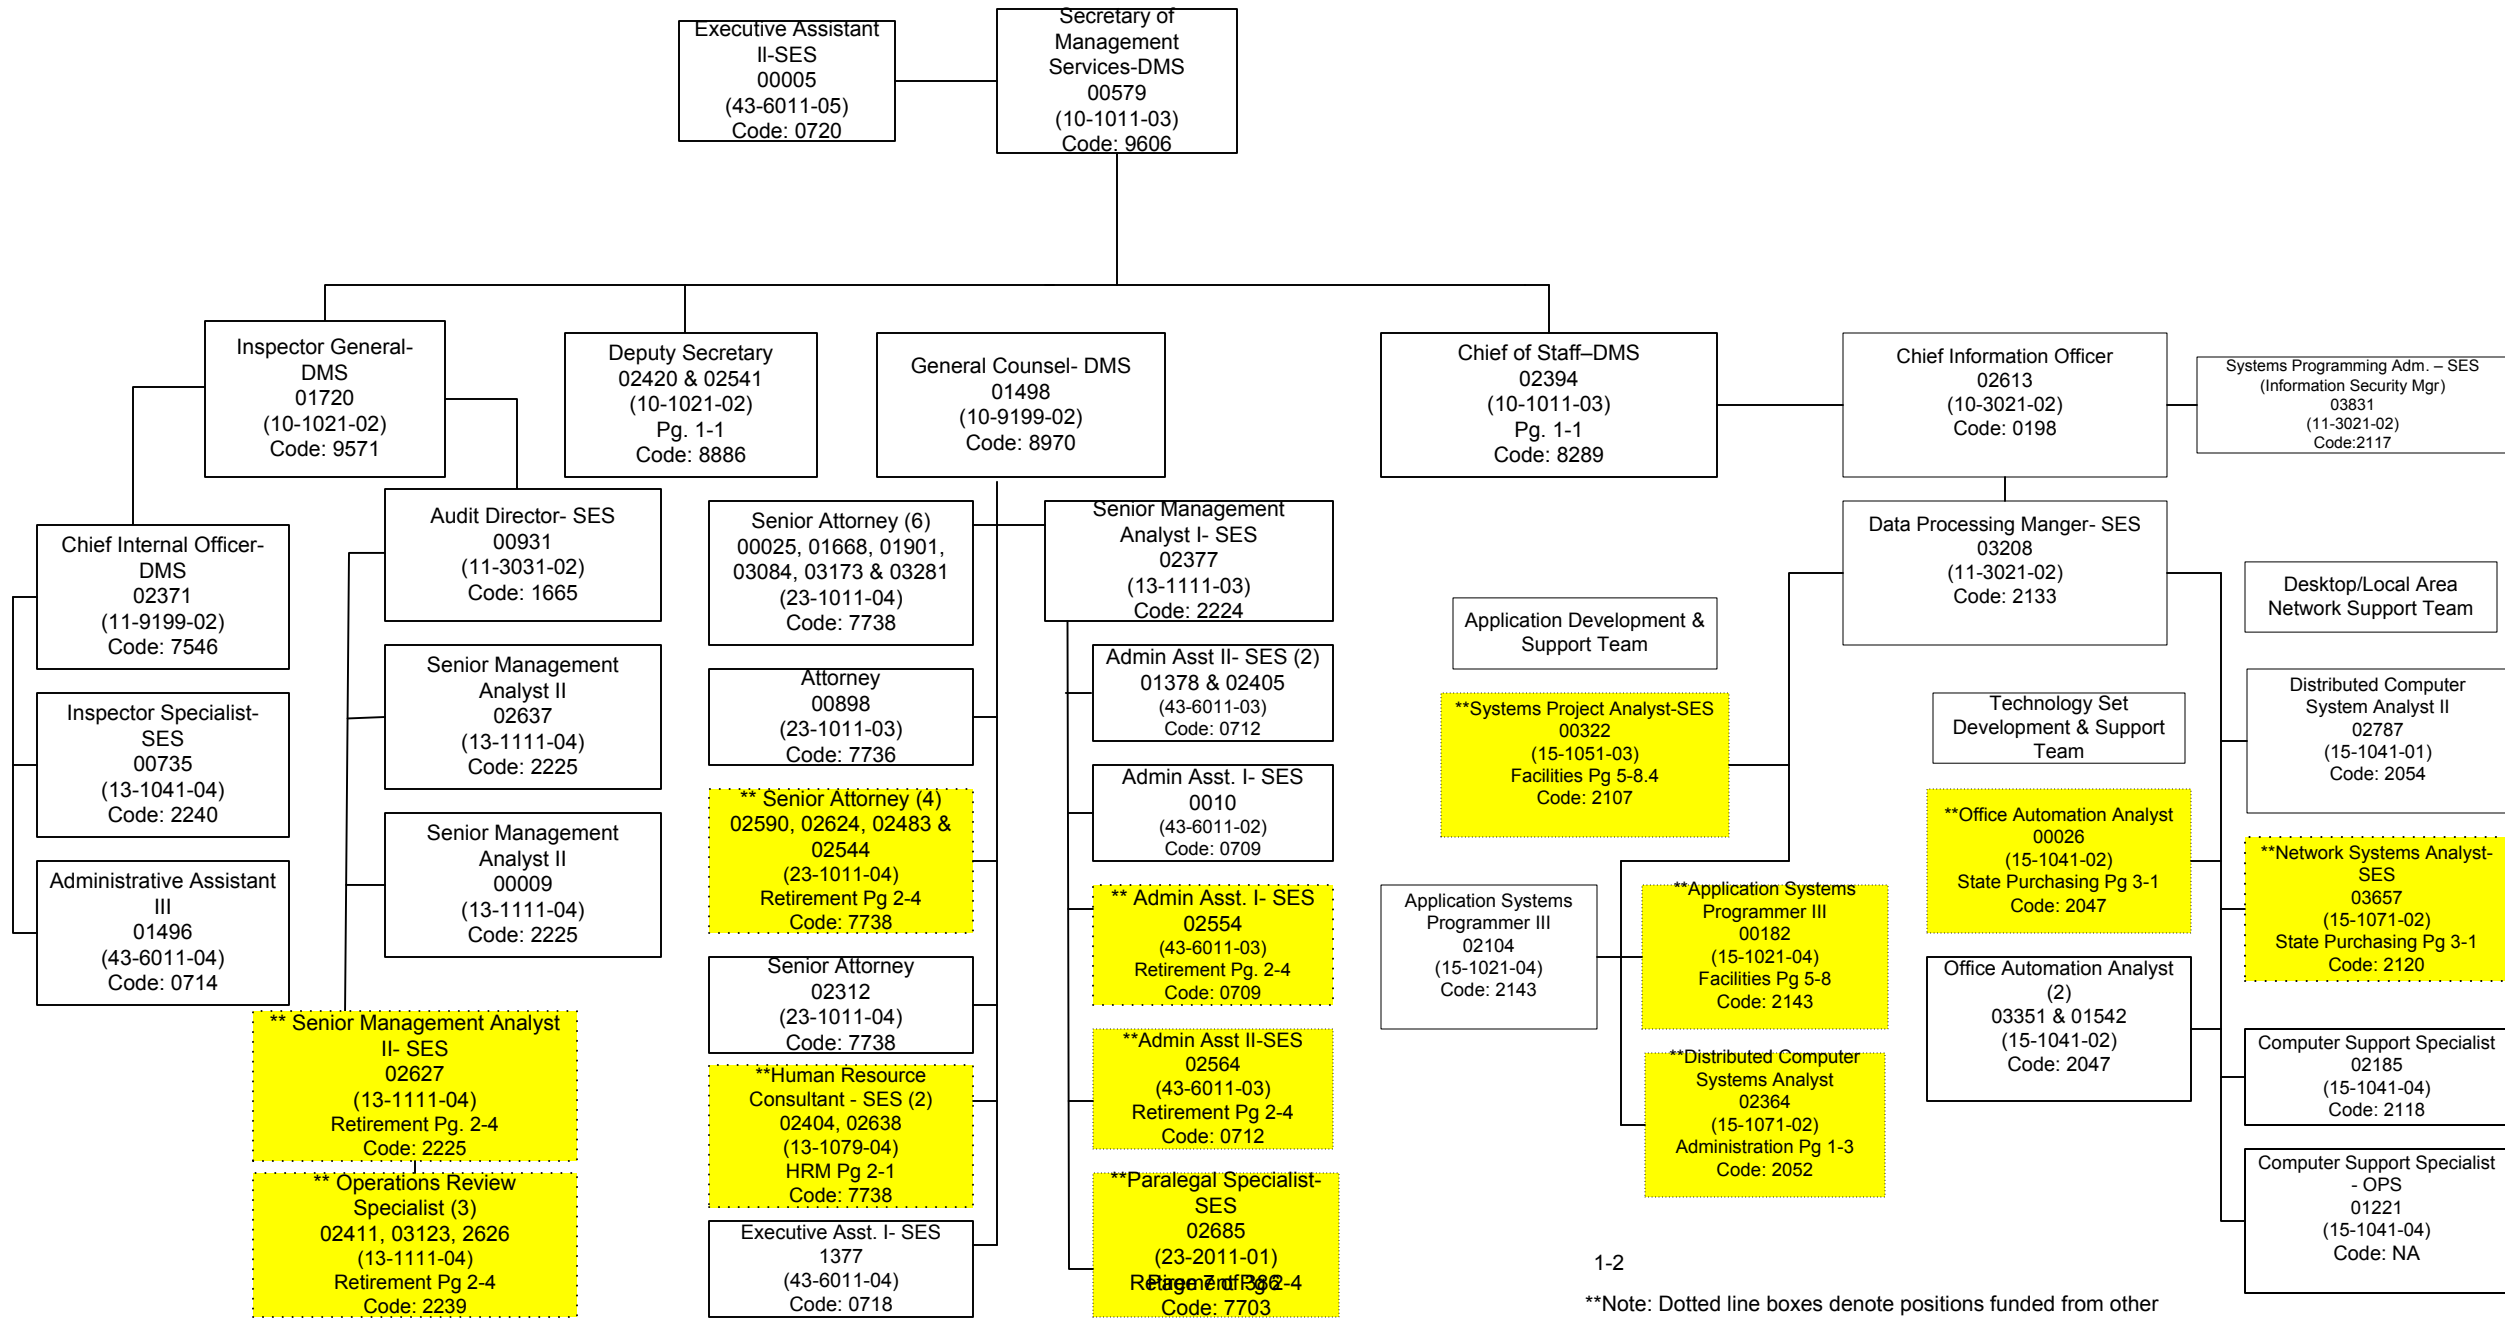 Executive Assistant
II-SES
00005
(43-6011-05)
Code: 0720
Secretary of
Management
Services-DMS
00579
(10-1011-03)
Code: 9606
Inspector General-
DMS
01720
(10-1021-02)
Code: 9571
Deputy Secretary
02420 & 02541
(10-1021-02)
Pg. 1-1
Code: 8886
General Counsel- DMS
01498
(10-9199-02)
Code: 8970
Chief of Staff–DMS
02394
(10-1011-03)
Pg. 1-1
Code: 8289
Chief Information Officer
02613
(10-3021-02)
Code: 0198
Systems Programming Adm. – SES
(Information Security Mgr)
03831
(11-3021-02)
Code:2117
Chief Internal Officer-
DMS
02371
(11-9199-02)
Code: 7546
Inspector Specialist-
SES
00735
(13-1041-04)
Code: 2240
Administrative Assistant
III
01496
(43-6011-04)
Code: 0714
Audit Director- SES
00931
(11-3031-02)
Code: 1665
Senior Management
Analyst II
02637
(13-1111-04)
Code: 2225
Senior Management
Analyst II
00009
(13-1111-04)
Code: 2225
** Senior Management Analyst
II- SES
02627
(13-1111-04)
Retirement Pg. 2-4
Code: 2225
** Operations Review
Specialist (3)
02411, 03123, 2626
(13-1111-04)
Retirement Pg 2-4
Code: 2239
Senior Attorney (6)
00025, 01668, 01901,
03084, 03173 & 03281
(23-1011-04)
Code: 7738
Attorney
00898
(23-1011-03)
Code: 7736
** Senior Attorney (4)
02590, 02624, 02483 &
02544
(23-1011-04)
Retirement Pg 2-4
Code: 7738
Senior Attorney
02312
(23-1011-04)
Code: 7738
**Human Resource
Consultant - SES (2)
02404, 02638
(13-1079-04)
HRM Pg 2-1
Code: 7738
Executive Asst. I- SES
1377
(43-6011-04)
Code: 0718
Senior Management
Analyst I- SES
02377
(13-1111-03)
Code: 2224
Admin Asst II- SES (2)
01378 & 02405
(43-6011-03)
Code: 0712
Admin Asst. I- SES
0010
(43-6011-02)
Code: 0709
** Admin Asst. I- SES
02554
(43-6011-03)
Retirement Pg. 2-4
Code: 0709
**Admin Asst II-SES
02564
(43-6011-03)
Retirement Pg 2-4
Code: 0712
**Paralegal Specialist-
SES
02685
(23-2011-01)
Retirement Pg 2-4
Page 7 of 386
Code: 7703
Data Processing Manger- SES
03208
(11-3021-02)
Code: 2133
Application Development &
Support Team
**Systems Project Analyst-SES
00322
(15-1051-03)
Facilities Pg 5-8.4
Code: 2107
Application Systems
Programmer III
02104
(15-1021-04)
Code: 2143
**Application Systems
Programmer III
00182
(15-1021-04)
Facilities Pg 5-8
Code: 2143
**Distributed Computer
Systems Analyst
02364
(15-1071-02)
Administration Pg 1-3
Code: 2052
Technology Set
Development & Support
Team
**Office Automation Analyst
00026
(15-1041-02)
State Purchasing Pg 3-1
Code: 2047
Office Automation Analyst
(2)
03351 & 01542
(15-1041-02)
Code: 2047
Desktop/Local Area
Network Support Team
Distributed Computer
System Analyst II
02787
(15-1041-01)
Code: 2054
**Network Systems Analyst-
SES
03657
(15-1071-02)
State Purchasing Pg 3-1
Code: 2120
Computer Support Specialist
02185
(15-1041-04)
Code: 2118
Computer Support Specialist
- OPS
01221
(15-1041-04)
Code: NA
1-2
**Note: Dotted line boxes denote positions funded from other